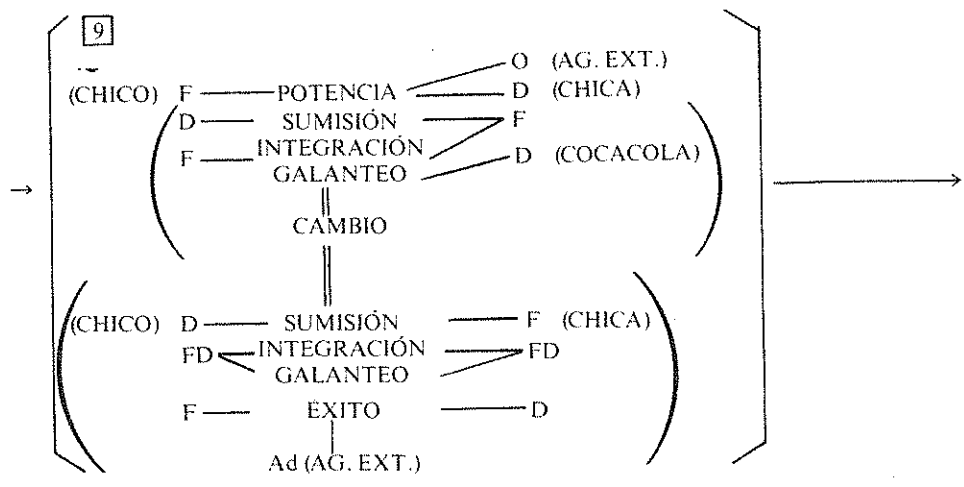 9
O (AG. EXT.)
(CHICO) F POTENCIA D (CHICA)
D SUMISIÓN F
F INTEGRACIÓN
GALANTEO D (COCACOLA)
→
CAMBIO
(CHICO) D SUMISIÓN F (CHICA)
FD INTEGRACIÓN FD
GALANTEO
F ÉXITO D
Ad (AG. EXT.)